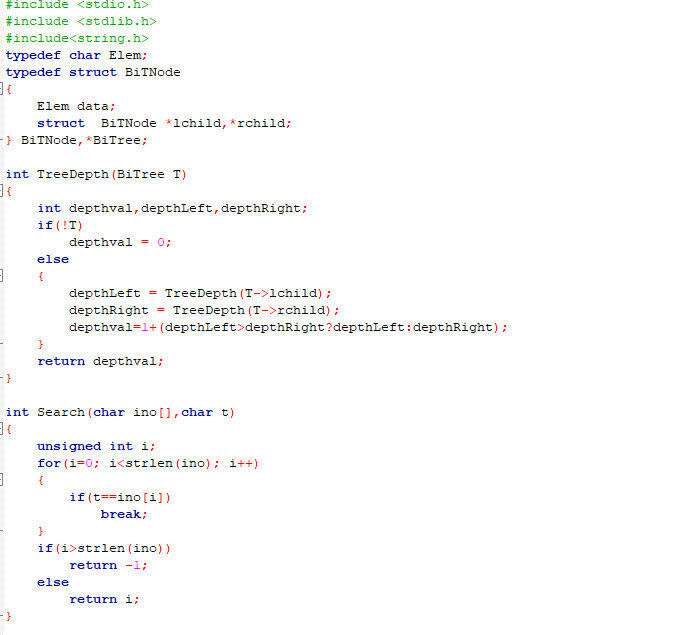 #include <stdio.h>
#include <stdlib.h>
#include<string.h>
typedef char Elem;
typedef struct BiTNode
{
    Elem data;
    struct  BiTNode *lchild,*rchild;
} BiTNode,*BiTree;

int TreeDepth(BiTree T)
{
    int depthval,depthLeft,depthRight;
    if(!T)
        depthval = 0;
    else
    {
        depthLeft = TreeDepth(T->lchild);
        depthRight = TreeDepth(T->rchild);
        depthval=1+(depthLeft>depthRight?depthLeft:depthRight);
    }
    return depthval;
}

int Search(char ino[],char t)
{
    unsigned int i;
    for(i=0; i<strlen(ino); i++)
    {
        if(t==ino[i])
            break;
    }
    if(i>strlen(ino))
        return -1;
    else
        return i;
}